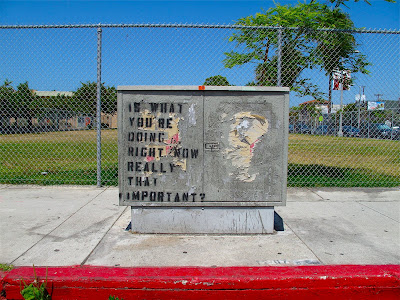 IS WHAT
YOU'RE
DOING
RIGHT NOW
REALLY
THAT
IMPORTANT?